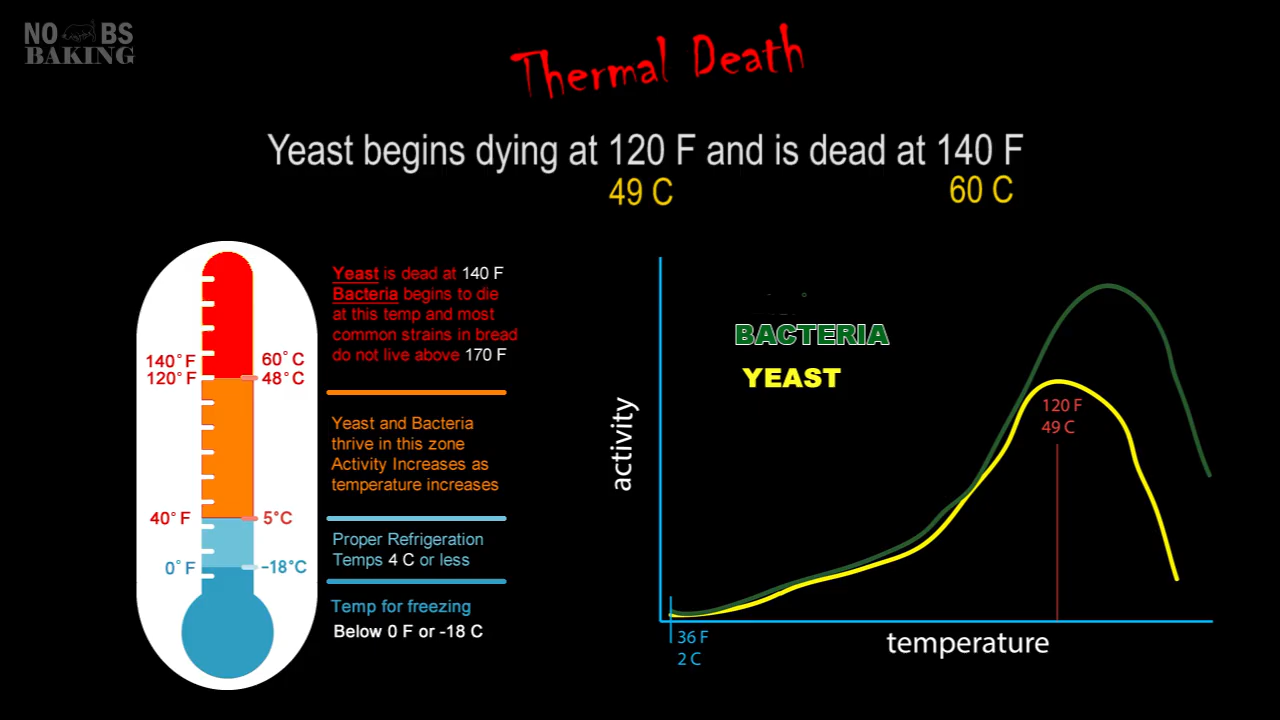 NO BS
BAKING
Thermal Death
Yeast begins dying at 120 F and is dead at 140 F
49 C
60 C
140°F
60°C
120°F
48°C
40°F
5°C
0°F
-18°C
Yeast is dead at 140 F
Bacteria begins to die
at this temp and most
common strains in bread
do not live above 170 F
Yeast and Bacteria
thrive in this zone
Activity Increases as
temperature increases
Proper Refrigeration
Temps 4 C or less
Temp for freezing
Below 0 F or -18 C
BACTERIA
YEAST
120 F
49 C
activity
36 F
2 C
temperature